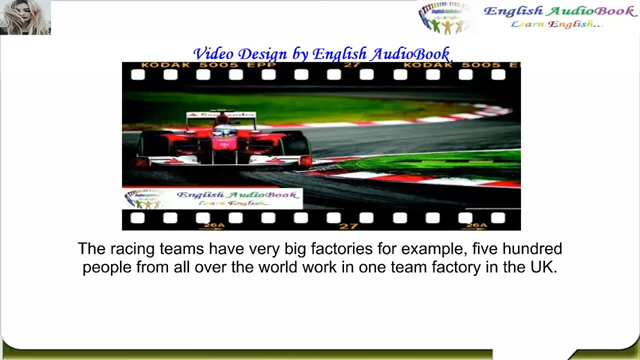 English AudioBook
Learn English...
Video Design by English AudioBook
KODAK 5005 EPP
27
KODAK 5005 E
Santander
English AudioBook
Learn English...
26A
27
26A
The racing teams have very big factories for example, five hundred
people from all over the world work in one team factory in the UK.